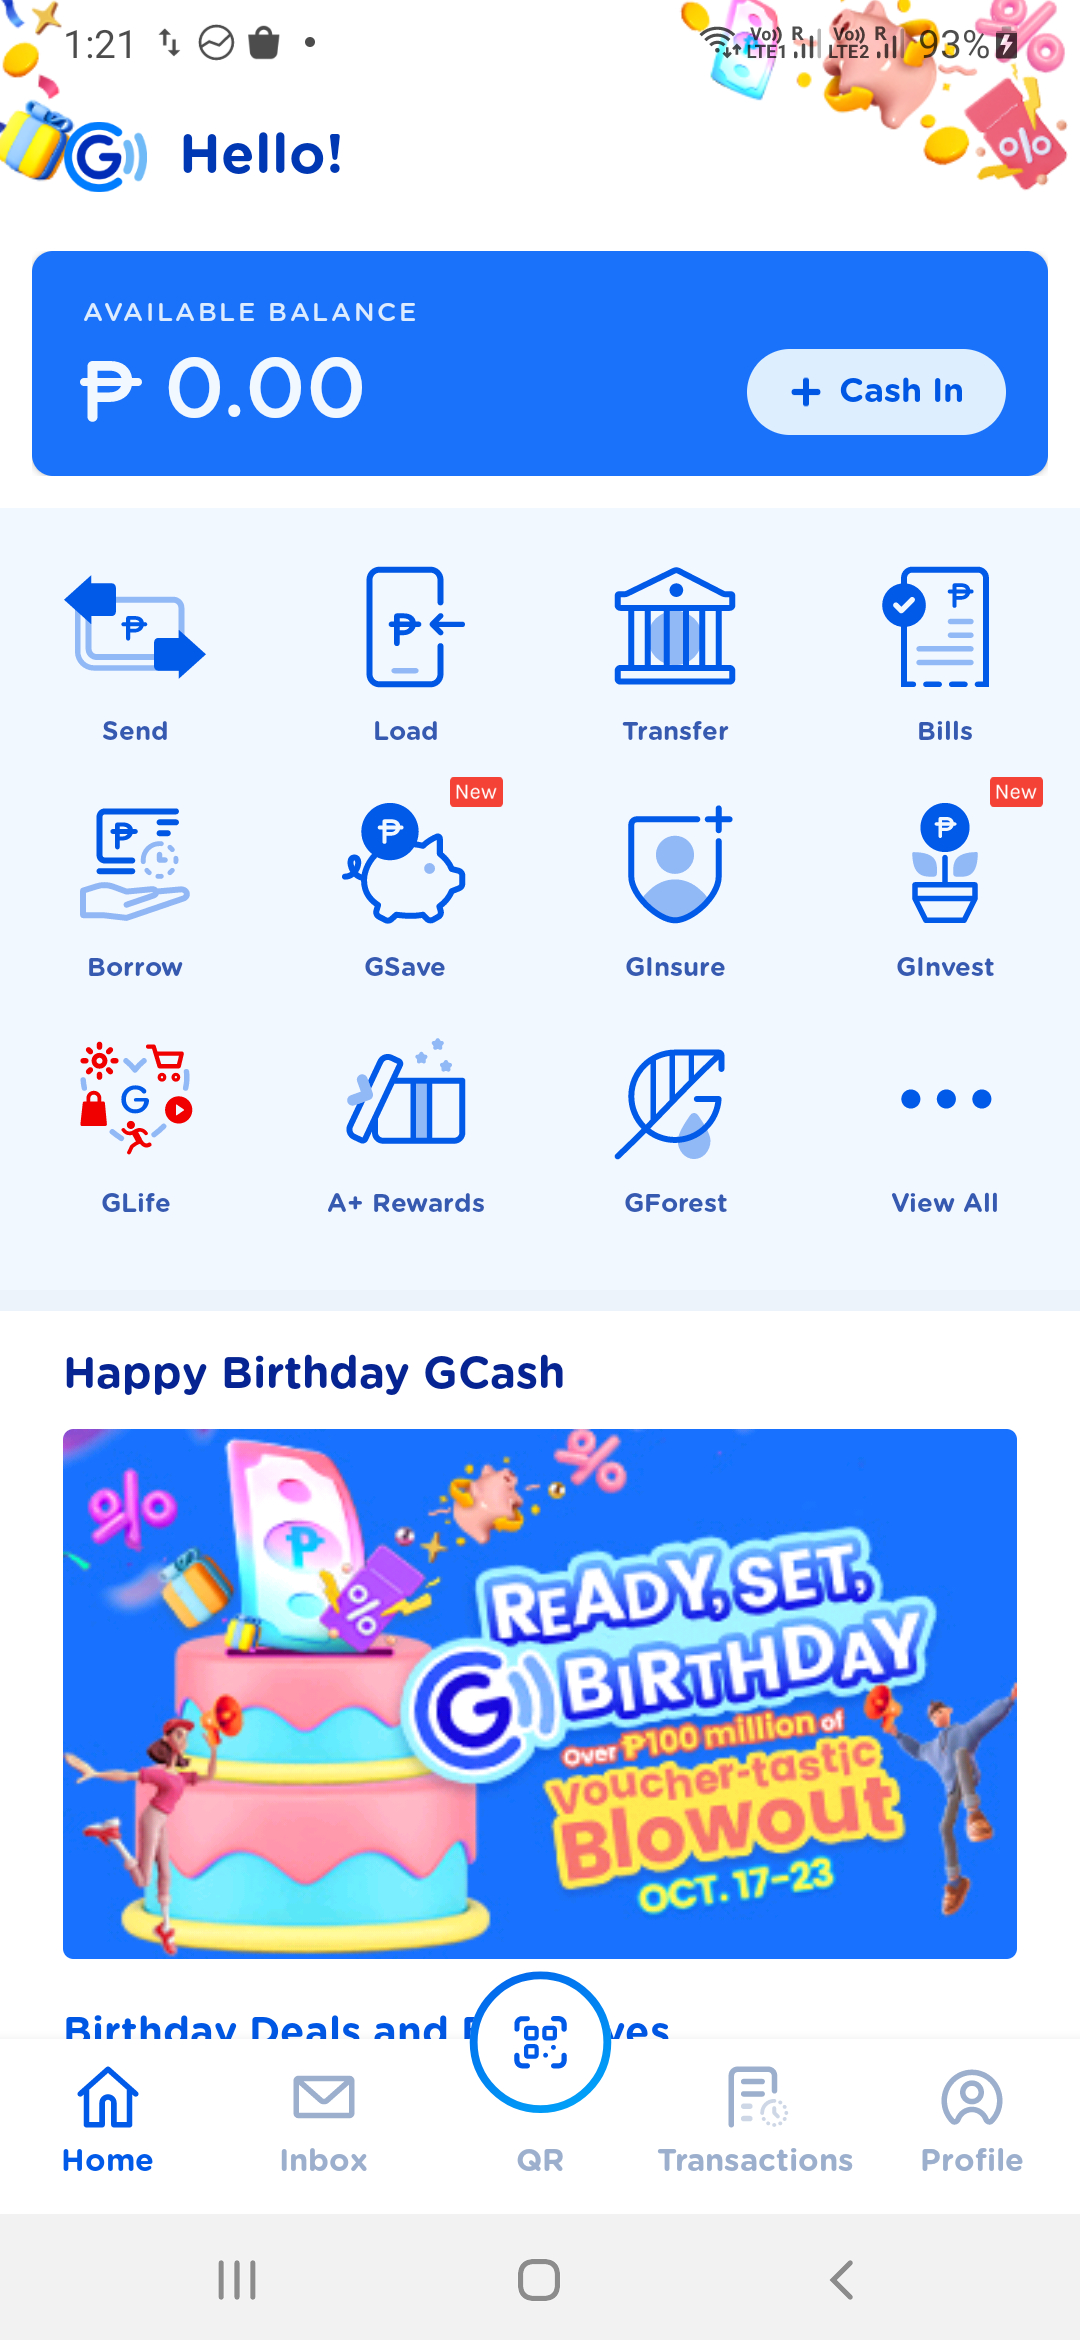 1:21
Vo)) R Vo)) R 93%
LTE1 LTE2
Hello!
AVAILABLE BALANCE
₱ 0.00
+ Cash In
Send Load Transfer Bills
New New
Borrow GSave GInsure GInvest
GLife A+ Rewards GForest View All
Happy Birthday GCash
READY, SET,
G BIRTHDAY
Over ₱100 million of
Voucher-tastic
Blowout
OCT. 17-23
Birthday Deals and
Home Inbox QR Transactions Profile